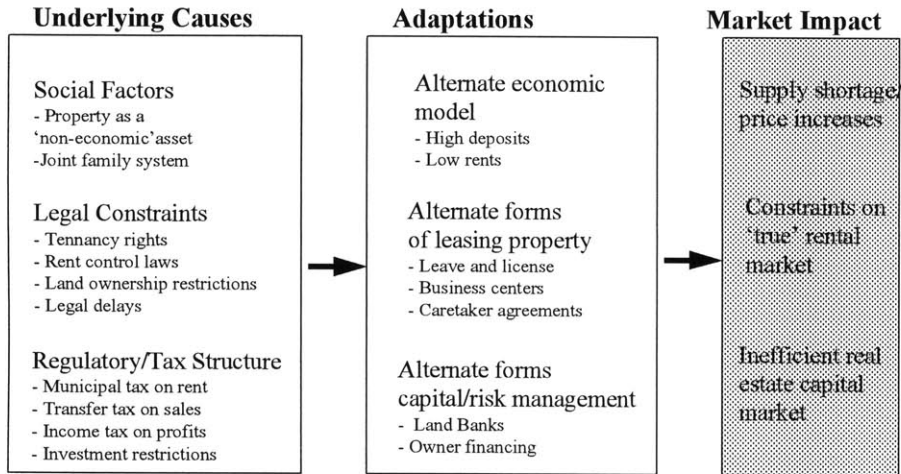 Underlying Causes
Social Factors
- Property as a
'non-economic'asset
-Joint family system
Legal Constraints
- Tennancy rights
- Rent control laws
- Land ownership restrictions
- Legal delays
Regulatory/Tax Structure
- Municipal tax on rent
- Transfer tax on sales
- Income tax on profits
- Investment restrictions
Adaptations
Alternate economic
model
- High deposits
- Low rents
Alternate forms
of leasing property
- Leave and license
- Business centers
- Caretaker agreements
Alternate forms
capital/risk management
- Land Banks
- Owner financing
Market Impact
Supply shortage/
price increases
Constraints on
'true' rental
market
Inefficient real
estate capital
market